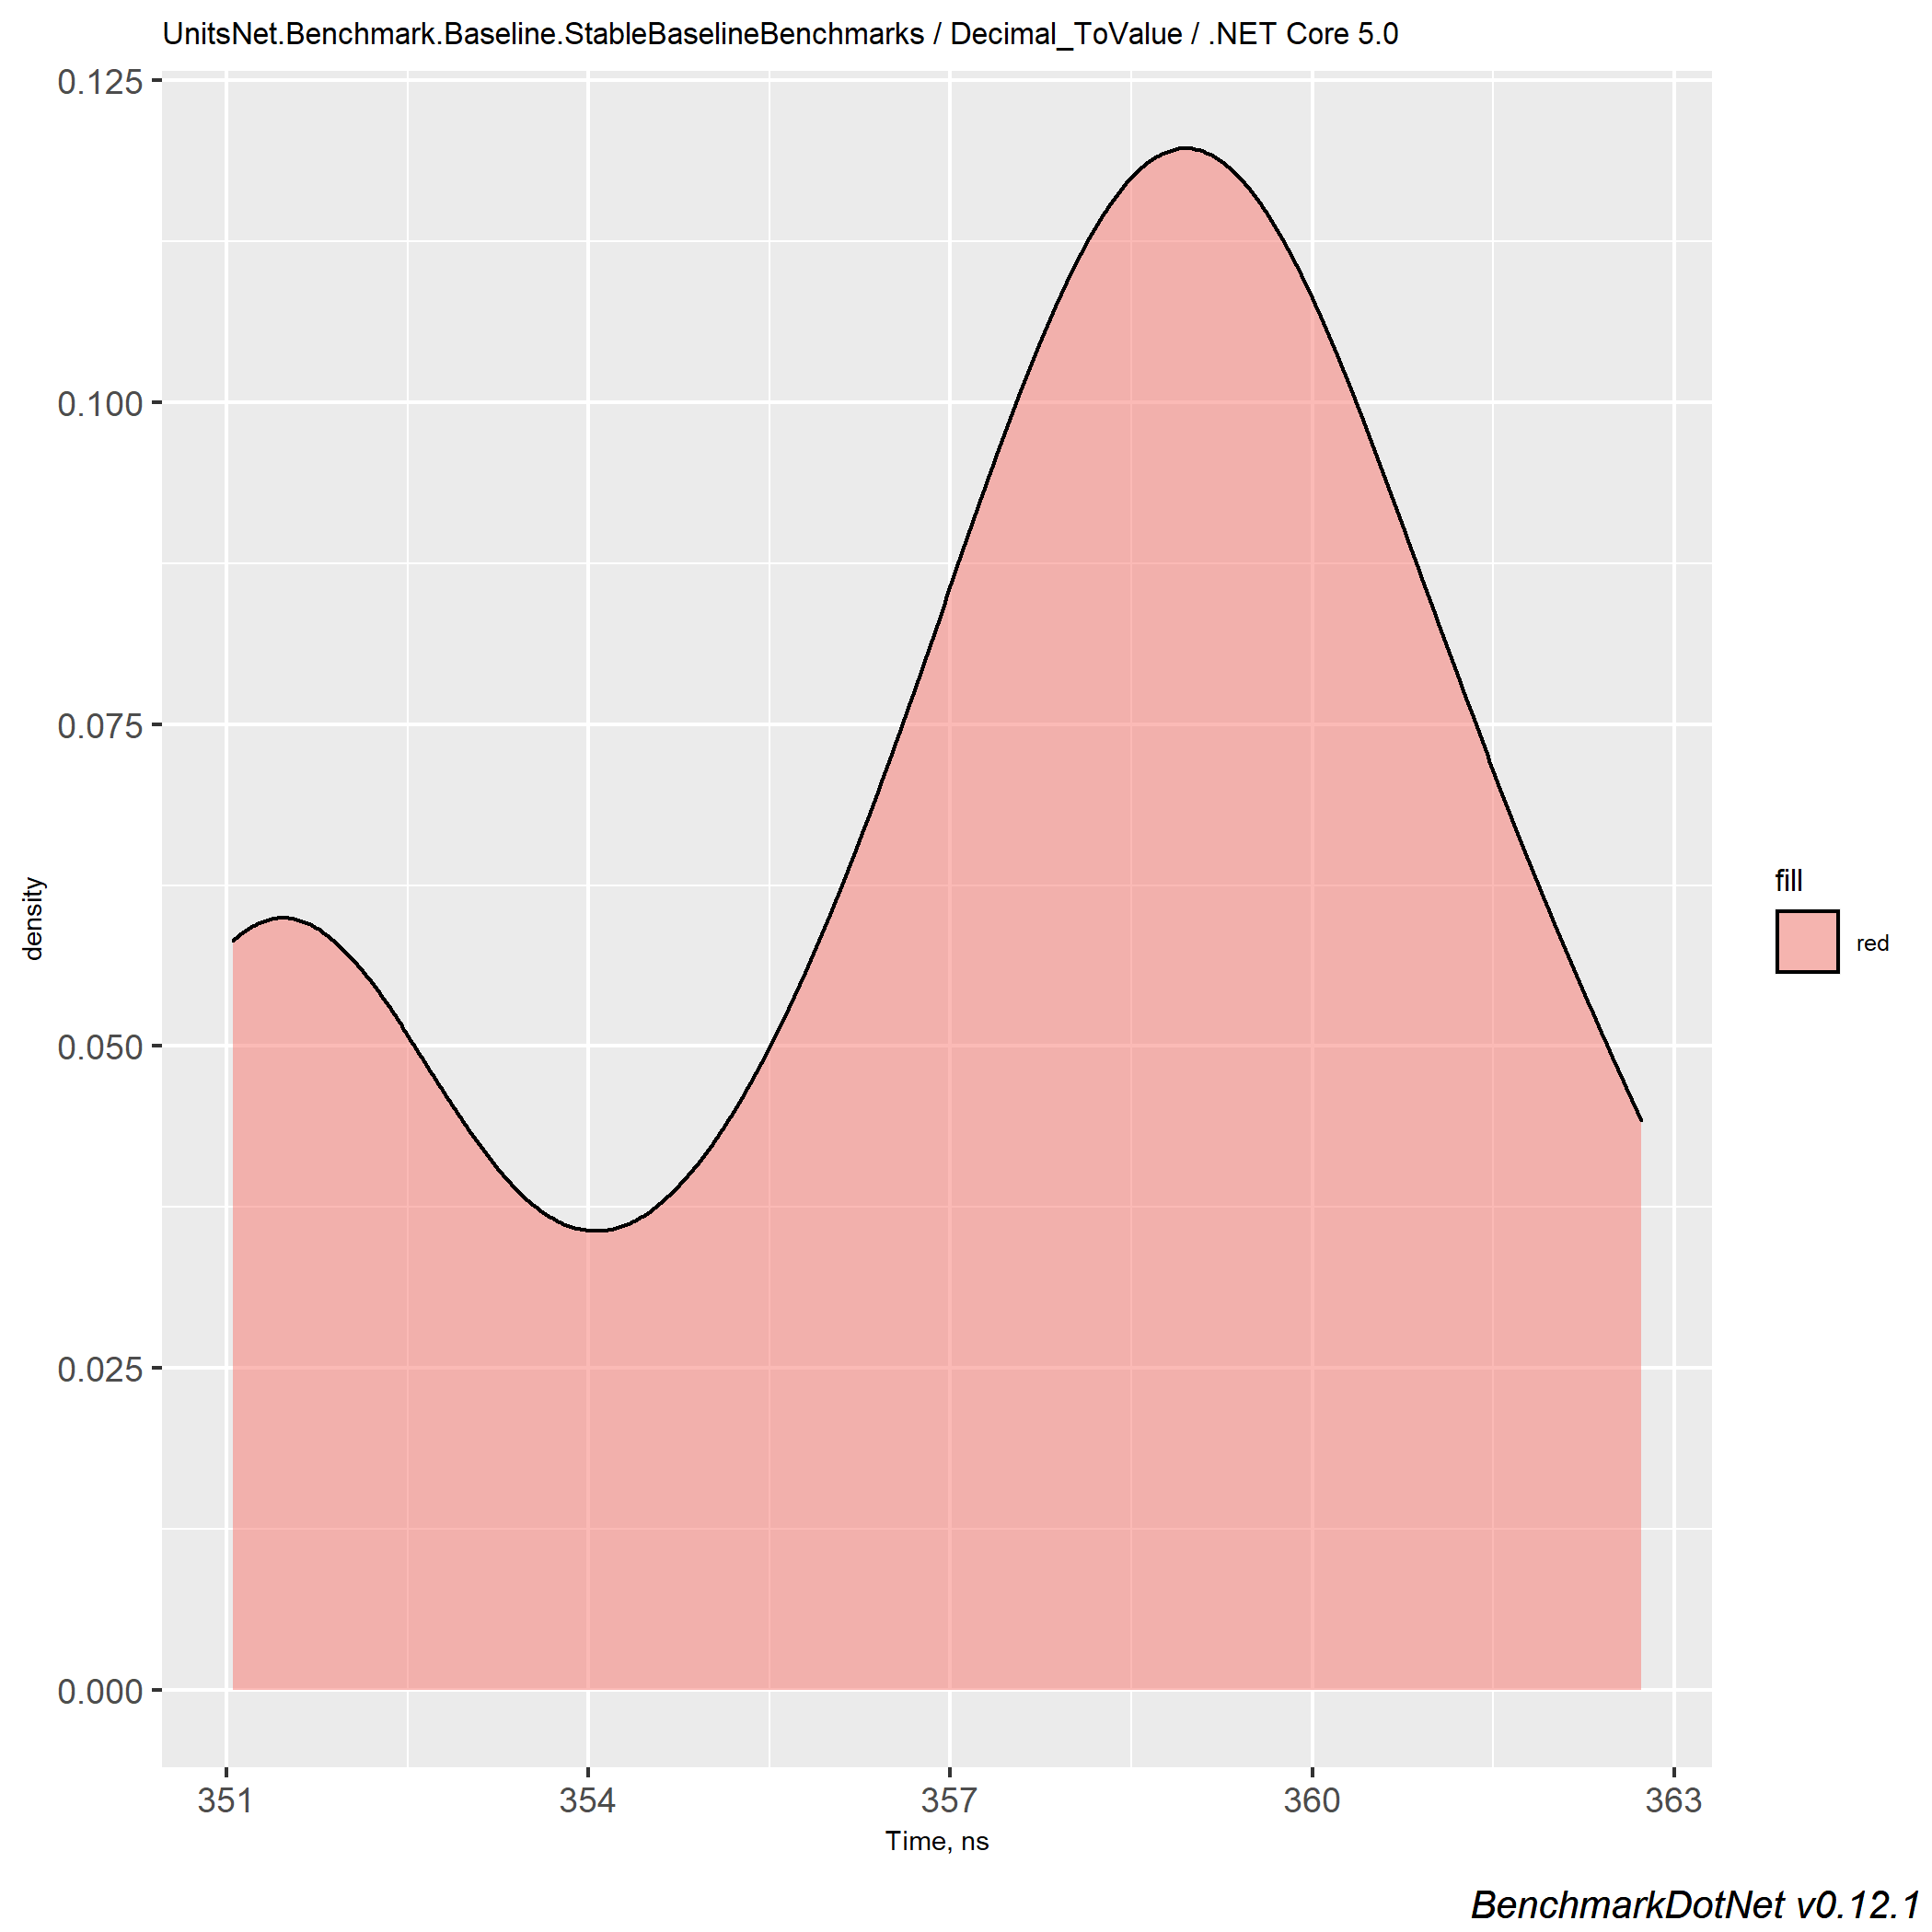 UnitsNet.Benchmark.Baseline.StableBaselineBenchmarks / Decimal_ToValue / .NET Core 5.0
0.125
0.100
0.075
0.050
0.025
0.000
density
351 354 357 360 363
Time, ns
fill
red
BenchmarkDotNet v0.12.1